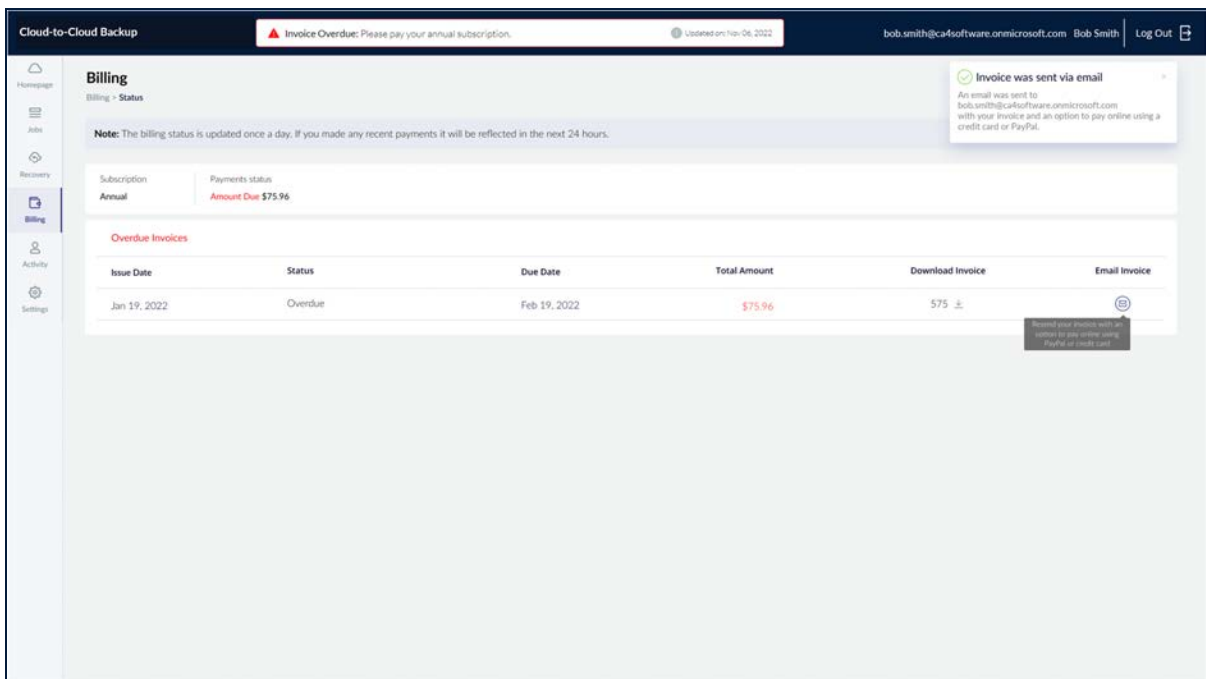 Cloud-to-Cloud Backup
Invoice Overdue: Please pay your annual subscription.
Updated on: Nov 06, 2022
bob.smith@ca4software.onmicrosoft.com Bob Smith
Log Out
Homepage
Jobs
Recovery
Billing
Activity
Settings
Billing
Billing > Status
Invoice was sent via email
An email was sent to
bob.smith@ca4software.onmicrosoft.com
with your invoice and an option to pay online using a
credit card or PayPal.
Note: The billing status is updated once a day. If you made any recent payments it will be reflected in the next 24 hours.
Subscription
Annual
Payments status
Amount Due $75.96
Overdue Invoices
Issue Date Status Due Date Total Amount Download Invoice Email Invoice
Jan 19, 2022 Overdue Feb 19, 2022 $75.96 575
Resend your invoice with an
option to pay online using
PayPal or credit card